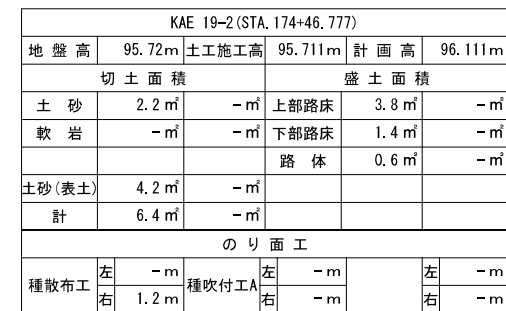 KAE 19-2(STA.174+46.777)
地盤高 95.72m 土工施工高 95.711m 計画高 96.111m
切土面積 盛土面積
土砂 2.2㎡ -㎡ 上部路床 3.8㎡ -㎡
軟岩 -㎡ -㎡ 下部路床 1.4㎡ -㎡
路体 0.6㎡ -㎡
土砂(表土) 4.2㎡ -㎡
計 6.4㎡ -㎡
のり面工
種散布工 左 -m 種吹付工A 左 -m 左 -m
右 1.2m 右 -m 右 -m